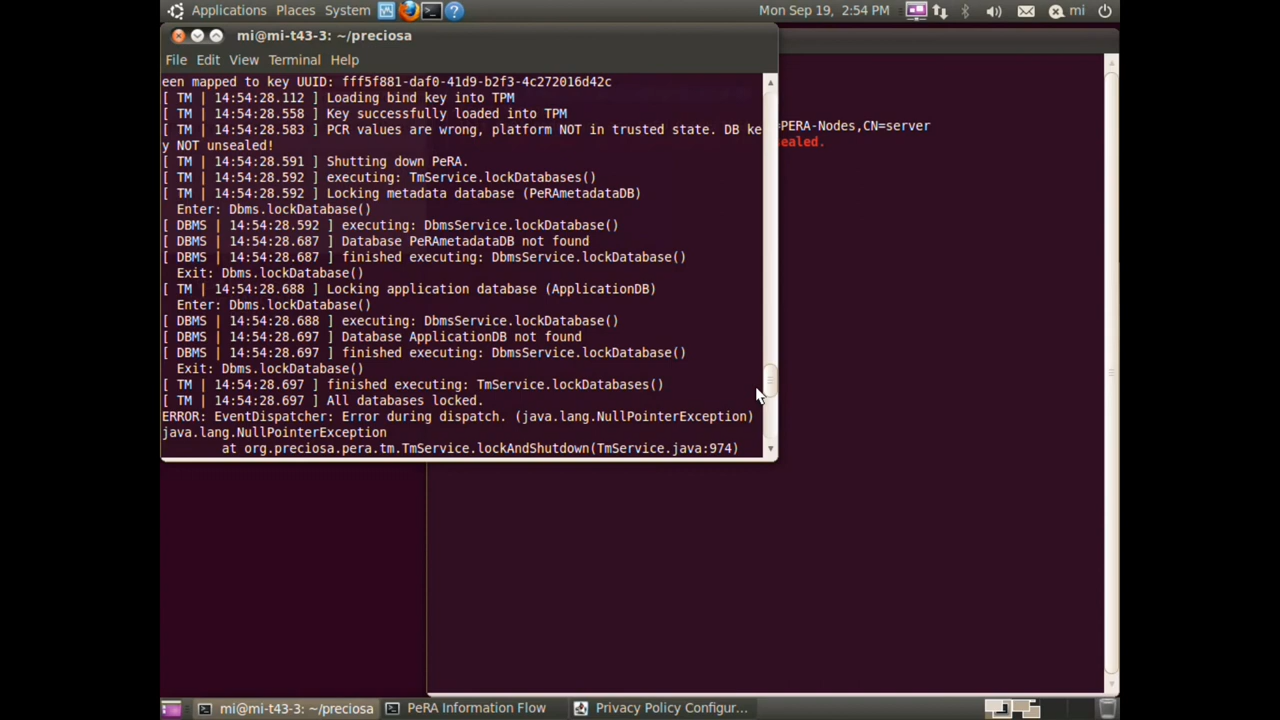 Applications Places System Mon Sep 19, 2:54 PM mi
mi@mi-t43-3: ~/preciosa
File Edit View Terminal Help
een mapped to key UUID: fff5f881-daf0-41d9-b2f3-4c272016d42c
[ TM | 14:54:28.112 ] Loading bind key into TPM
[ TM | 14:54:28.558 ] Key successfully loaded into TPM
[ TM | 14:54:28.583 ] PCR values are wrong, platform NOT in trusted state. DB ke
y NOT unsealed!
[ TM | 14:54:28.591 ] Shutting down PeRA.
[ TM | 14:54:28.592 ] executing: TmService.lockDatabases()
[ TM | 14:54:28.592 ] Locking metadata database (PeRAmetadataDB)
Enter: Dbms.lockDatabase()
[ DBMS | 14:54:28.592 ] executing: DbmsService.lockDatabase()
[ DBMS | 14:54:28.687 ] Database PeRAmetadataDB not found
[ DBMS | 14:54:28.687 ] finished executing: DbmsService.lockDatabase()
Exit: Dbms.lockDatabase()
[ TM | 14:54:28.688 ] Locking application database (ApplicationDB)
Enter: Dbms.lockDatabase()
[ DBMS | 14:54:28.688 ] executing: DbmsService.lockDatabase()
[ DBMS | 14:54:28.697 ] Database ApplicationDB not found
[ DBMS | 14:54:28.697 ] finished executing: DbmsService.lockDatabase()
Exit: Dbms.lockDatabase()
[ TM | 14:54:28.697 ] finished executing: TmService.lockDatabases()
[ TM | 14:54:28.697 ] All databases locked.
ERROR: EventDispatcher: Error during dispatch. (java.lang.NullPointerException)
java.lang.NullPointerException
at org.preciosa.pera.tm.TmService.lockAndShutdown(TmService.java:974)
=PERA-Nodes,CN=server
ealed.
mi@mi-t43-3: ~/preciosa PeRA Information Flow Privacy Policy Configur...